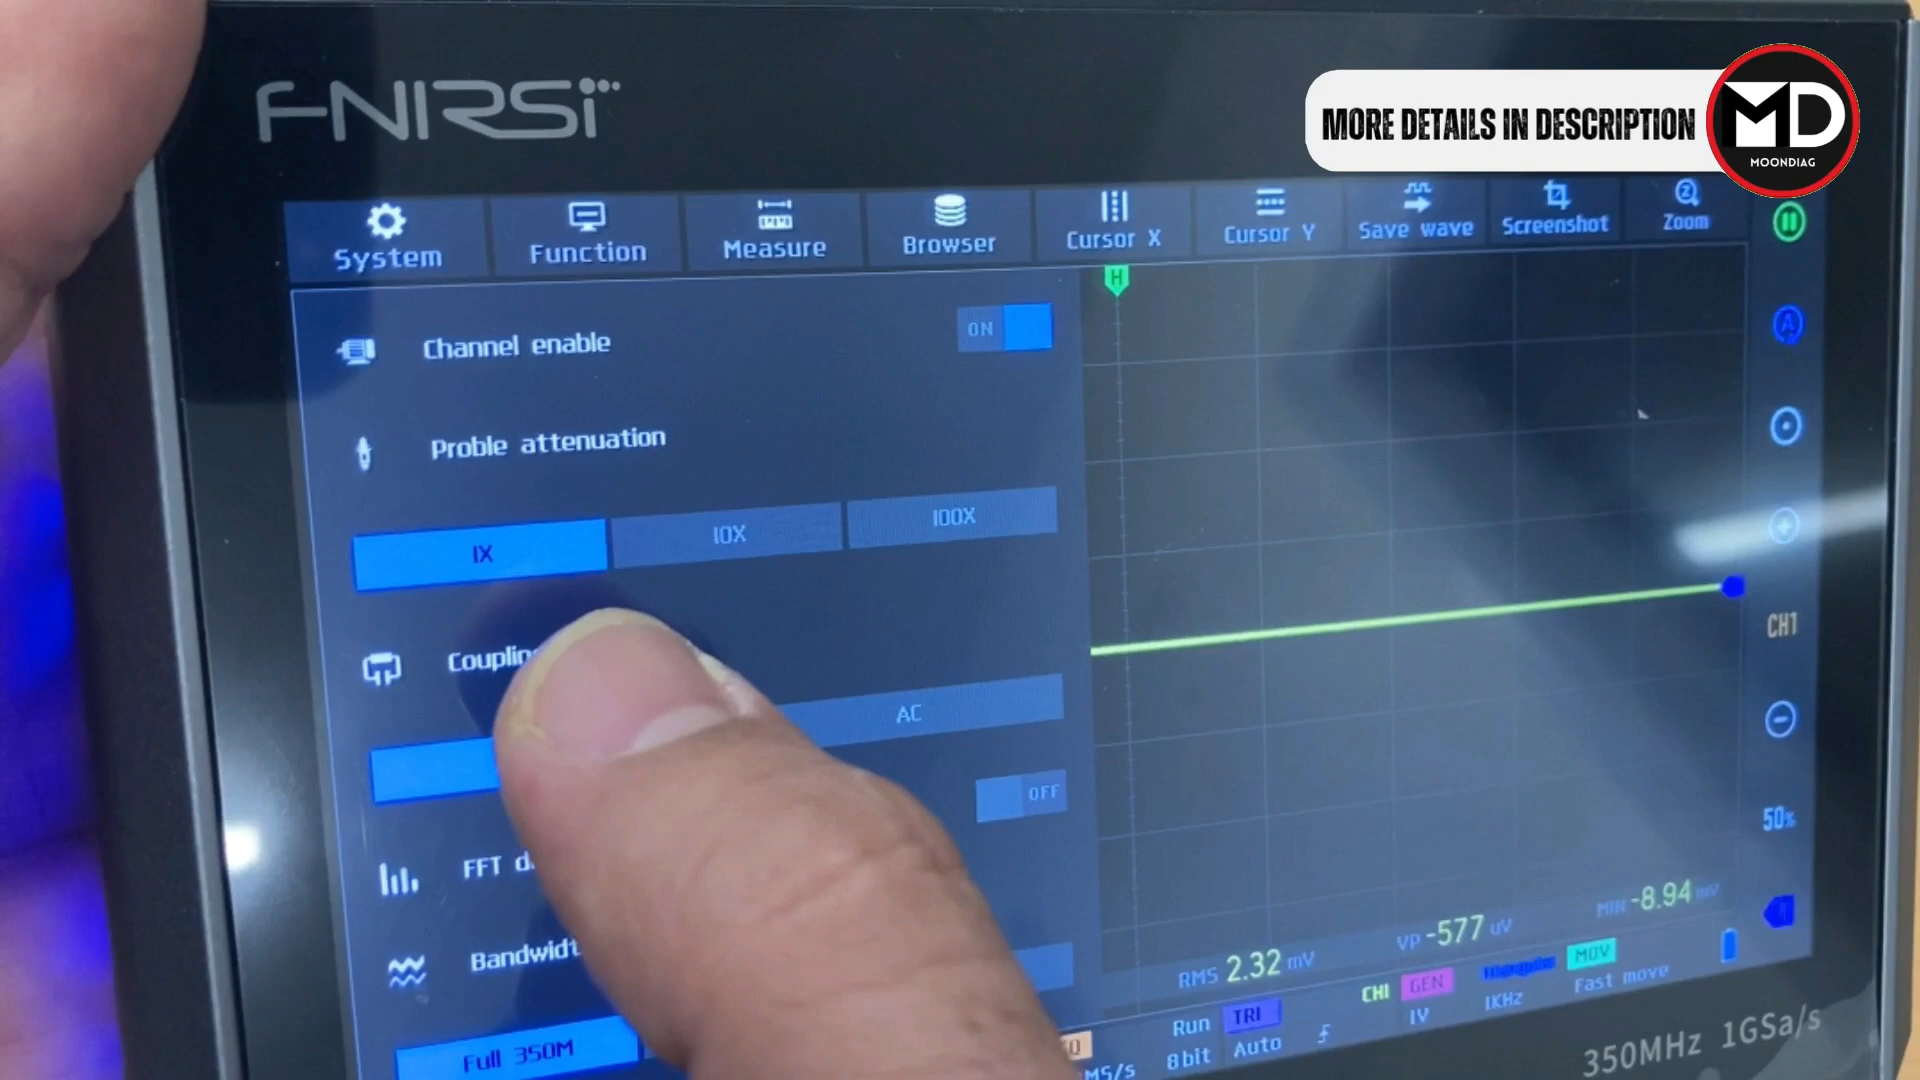 FNIRSI
MORE DETAILS IN DESCRIPTION
MD
MOONDIAG
System
Function
Measure
Browser
Cursor X
Cursor Y
Save wave
Screenshot
Zoom
H
Channel enable
ON
A
Proble attenuation
1X
10X
100X
CH1
Coupling
AC
OFF
50%
FFT d
Bandwidt
RMS 2.32 mV
VP -577 uV
MIN -8.94 mV
Full 350M
MS/s
Run
8bit
TRI
Auto
CH1
GEN
1V
1KHz
MOV
Fast move
350MHz 1GSa/s